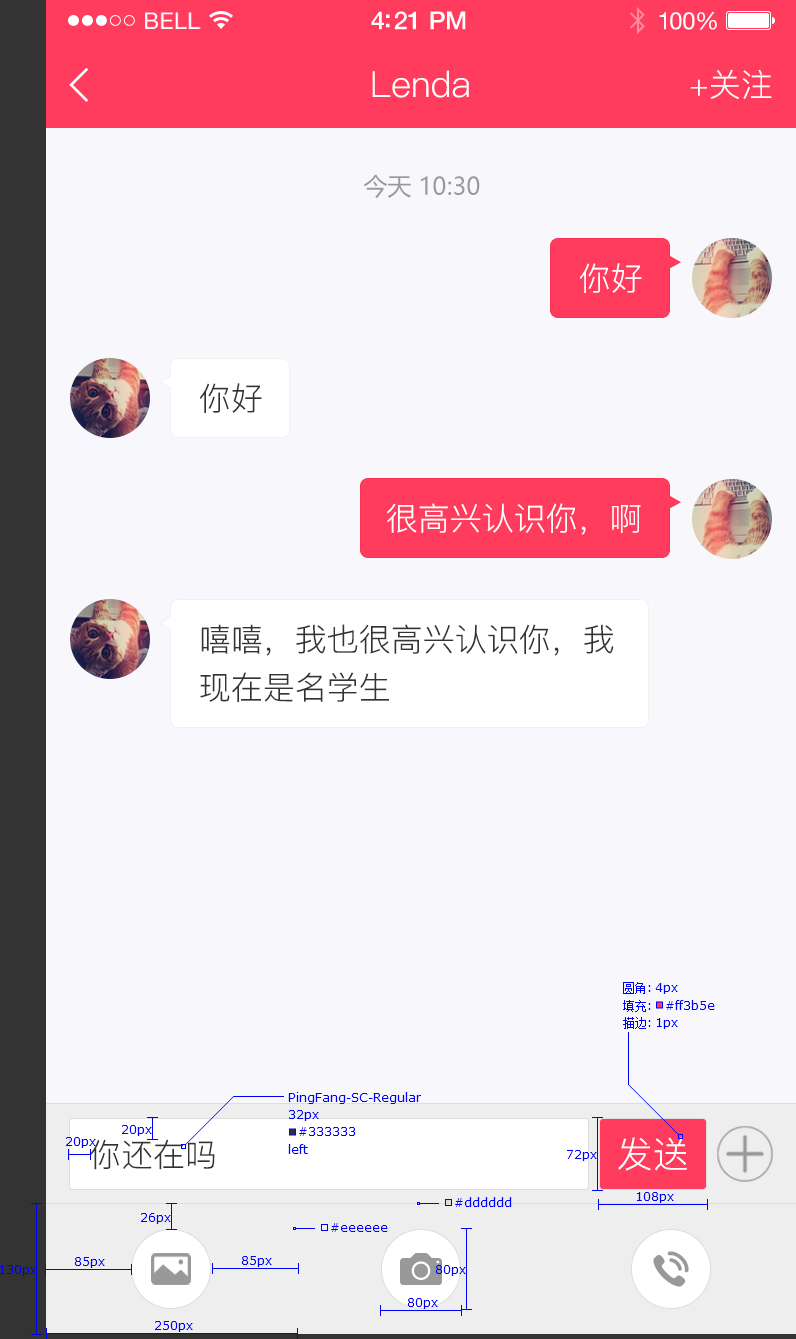 BELL
4:21 PM
100%
Lenda
+关注
今天 10:30
你好
你好
很高兴认识你，啊
嘻嘻，我也很高兴认识你，我
现在是名学生
圆角: 4px
填充: #ff3b5e
描边: 1px
PingFang-SC-Regular
32px
#333333
left
20px
20px
你还在吗
72px
发送
108px
#dddddd
26px
#eeeeee
130px
85px
85px
80px
80px
250px